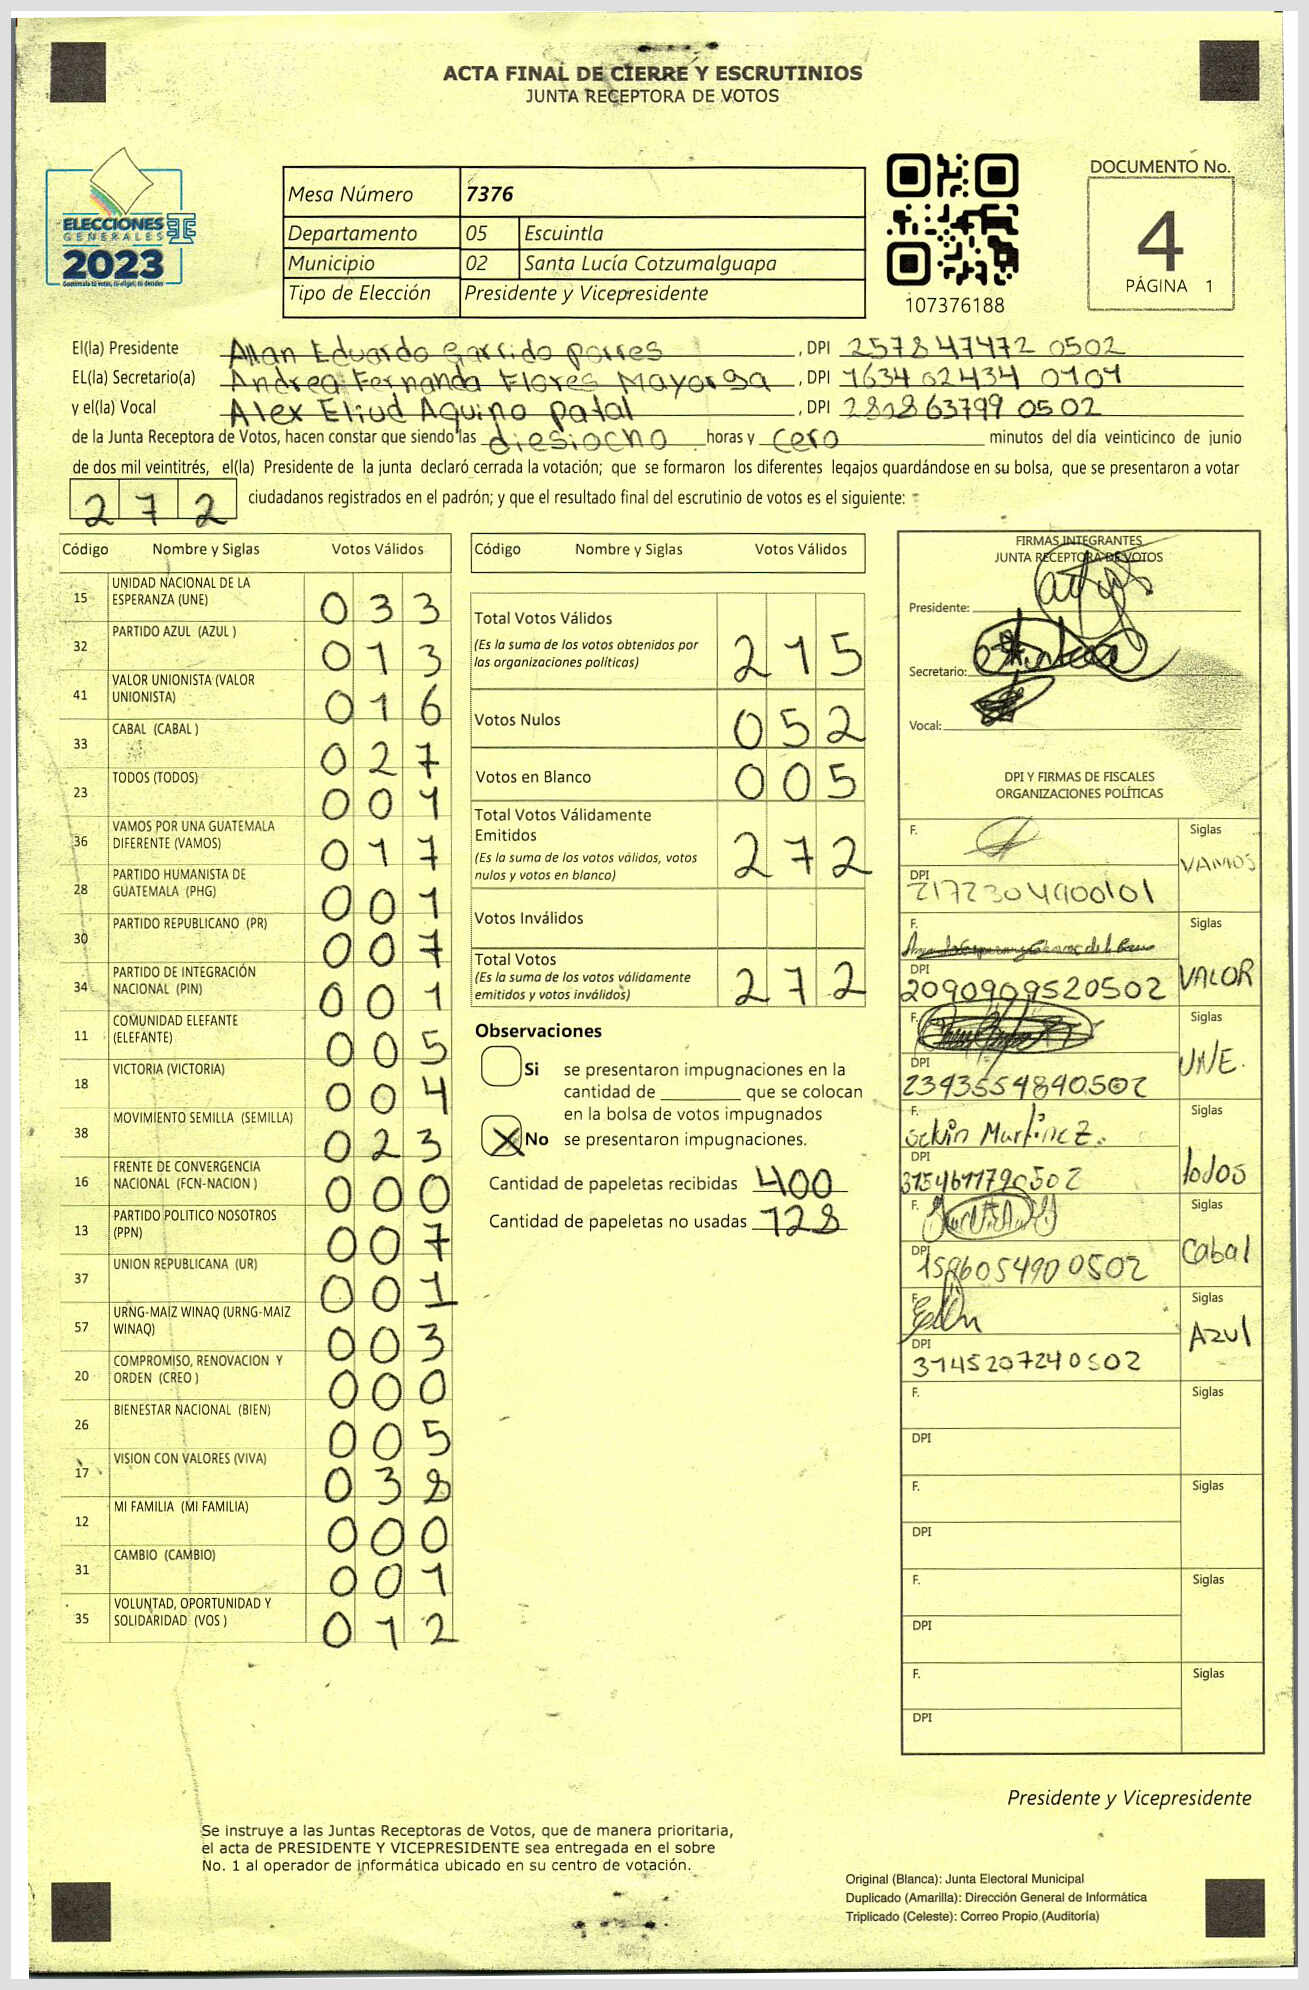 ACTA FINAL DE CIERRE Y ESCRUTINIOS
JUNTA RECEPTORA DE VOTOS
ELECCIONES
GENERALES
2023
Guatemala tú votas, tú eliges, tú decides
Mesa Número 7376
Departamento 05 Escuintla
Municipio 02 Santa Lucía Cotzumalguapa
Tipo de Elección Presidente y Vicepresidente
107376188
DOCUMENTO No.
4
PÁGINA 1
El(la) Presidente Allan Eduardo Garrido Porres , DPI 2578 47472 0502
EL(la) Secretario(a) Andrea Fernanda Flores Mayorga , DPI 1634 02434 0101
y el(la) Vocal Alex Eliud Aquino Patal , DPI 2828 63799 0502
de la Junta Receptora de Votos, hacen constar que siendo las diesiocho horas y cero minutos del día veinticinco de junio
de dos mil veintitrés, el(la) Presidente de la junta declaró cerrada la votación; que se formaron los diferentes legajos guardándose en su bolsa, que se presentaron a votar
272 ciudadanos registrados en el padrón; y que el resultado final del escrutinio de votos es el siguiente:
Código Nombre y Siglas Votos Válidos
15 UNIDAD NACIONAL DE LA ESPERANZA (UNE) 033
32 PARTIDO AZUL (AZUL ) 013
41 VALOR UNIONISTA (VALOR UNIONISTA) 016
33 CABAL (CABAL ) 027
23 TODOS (TODOS) 001
36 VAMOS POR UNA GUATEMALA DIFERENTE (VAMOS) 017
28 PARTIDO HUMANISTA DE GUATEMALA (PHG) 001
30 PARTIDO REPUBLICANO (PR) 007
34 PARTIDO DE INTEGRACIÓN NACIONAL (PIN) 001
11 COMUNIDAD ELEFANTE (ELEFANTE) 005
18 VICTORIA (VICTORIA) 004
38 MOVIMIENTO SEMILLA (SEMILLA) 023
16 FRENTE DE CONVERGENCIA NACIONAL (FCN-NACION ) 000
13 PARTIDO POLITICO NOSOTROS (PPN) 007
37 UNION REPUBLICANA (UR) 001
57 URNG-MAIZ WINAQ (URNG-MAIZ WINAQ) 003
20 COMPROMISO, RENOVACION Y ORDEN (CREO ) 000
26 BIENESTAR NACIONAL (BIEN) 005
17 VISION CON VALORES (VIVA) 038
12 MI FAMILIA (MI FAMILIA) 000
31 CAMBIO (CAMBIO) 001
35 VOLUNTAD, OPORTUNIDAD Y SOLIDARIDAD (VOS ) 012
Código Nombre y Siglas Votos Válidos
Total Votos Válidos
(Es la suma de los votos obtenidos por
las organizaciones políticas) 215
Votos Nulos 052
Votos en Blanco 005
Total Votos Válidamente
Emitidos
(Es la suma de los votos válidos, votos
nulos y votos en blanco) 272
Votos Inválidos
Total Votos
(Es la suma de los votos válidamente
emitidos y votos inválidos) 272
Observaciones
Si se presentaron impugnaciones en la
cantidad de ________ que se colocan
en la bolsa de votos impugnados
X No se presentaron impugnaciones.
Cantidad de papeletas recibidas 400
Cantidad de papeletas no usadas 128
FIRMAS INTEGRANTES
JUNTA RECEPTORA DE VOTOS
Presidente:
Secretario:
Vocal:
DPI Y FIRMAS DE FISCALES
ORGANIZACIONES POLÍTICAS
F. Siglas
VAMOS
DPI
2172304900101
F. Siglas
VALOR
DPI
2090909520502
F. Siglas
UNE.
DPI
2343554840502
F. Selvin Martinez. Siglas
todos
DPI
3154611790502
F. Siglas
Cabal
DPI
1586054900502
F. Siglas
Azul
DPI
3145207240502
F. Siglas
DPI
F. Siglas
DPI
F. Siglas
DPI
F. Siglas
DPI
Presidente y Vicepresidente
Se instruye a las Juntas Receptoras de Votos, que de manera prioritaria,
el acta de PRESIDENTE Y VICEPRESIDENTE sea entregada en el sobre
No. 1 al operador de informática ubicado en su centro de votación.
Original (Blanca): Junta Electoral Municipal
Duplicado (Amarilla): Dirección General de Informática
Triplicado (Celeste): Correo Propio (Auditoría)